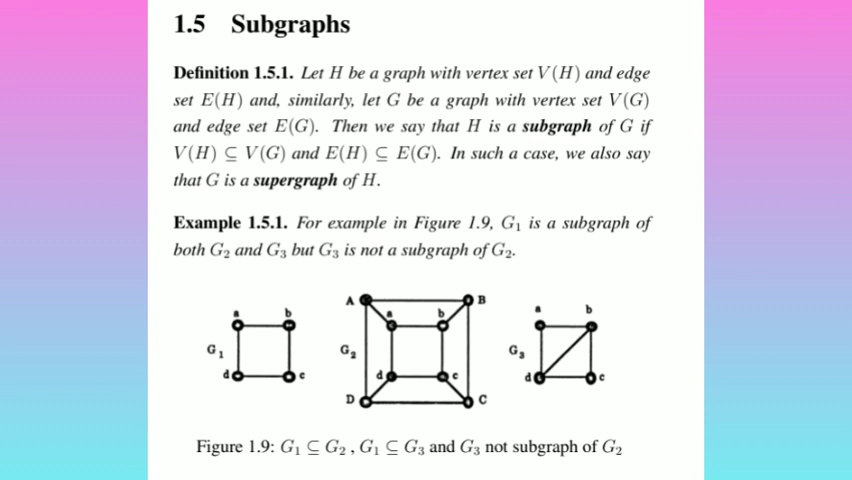 1.5 Subgraphs
Definition 1.5.1. Let H be a graph with vertex set V(H) and edge
set E(H) and, similarly, let G be a graph with vertex set V(G)
and edge set E(G). Then we say that H is a subgraph of G if
V(H) ⊆ V(G) and E(H) ⊆ E(G). In such a case, we also say
that G is a supergraph of H.
Example 1.5.1. For example in Figure 1.9, G₁ is a subgraph of
both G₂ and G₃ but G₃ is not a subgraph of G₂.
a b
G₁
d c
A B
a b
G₂
d c
D C
a b
G₃
d c
Figure 1.9: G₁ ⊆ G₂ , G₁ ⊆ G₃ and G₃ not subgraph of G₂